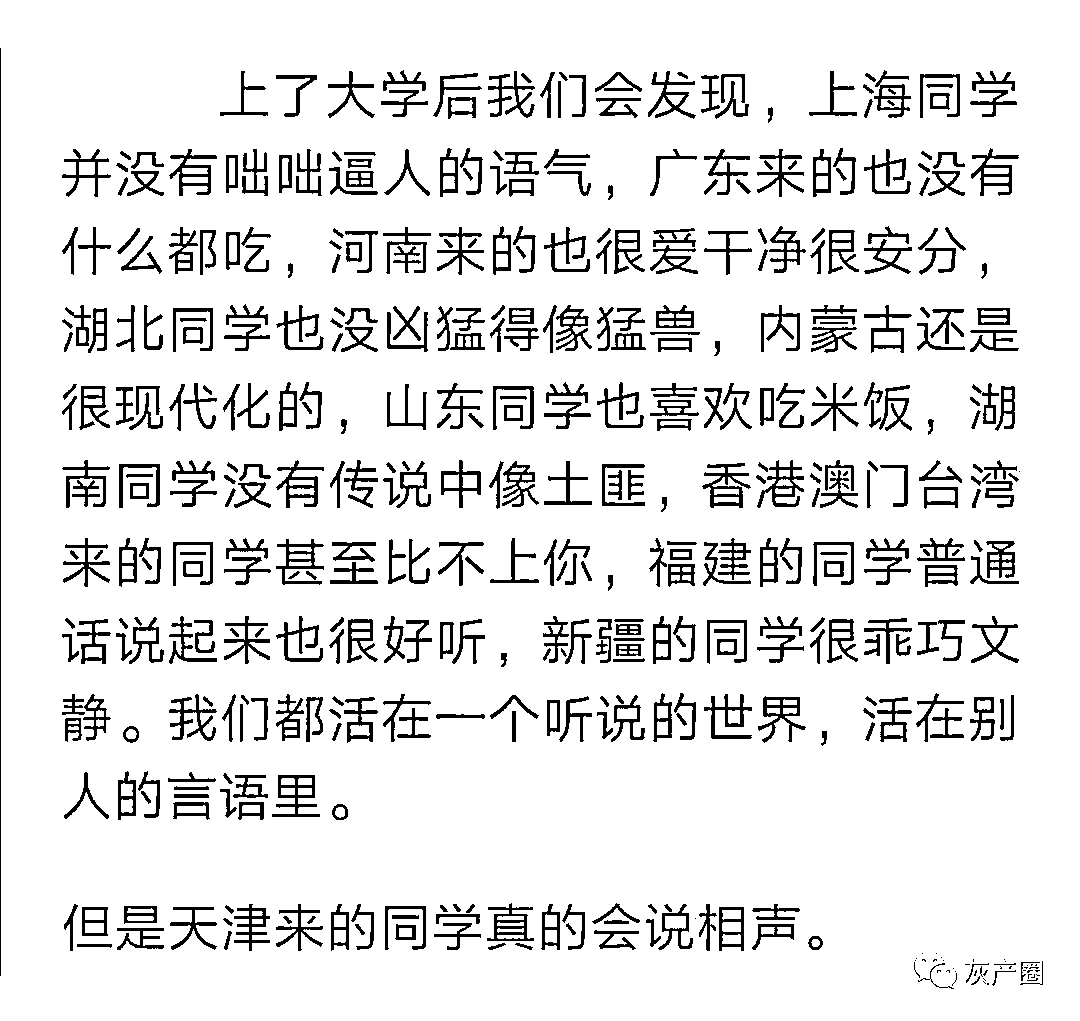 上了大学后我们会发现，上海同学
并没有咄咄逼人的语气，广东来的也没有
什么都吃，河南来的也很爱干净很安分，
湖北同学也没凶猛得像猛兽，内蒙古还是
很现代化的，山东同学也喜欢吃米饭，湖
南同学没有传说中像土匪，香港澳门台湾
来的同学甚至比不上你，福建的同学普通
话说起来也很好听，新疆的同学很乖巧文
静。我们都活在一个听说的世界，活在别
人的言语里。
但是天津来的同学真的会说相声。
灰产圈